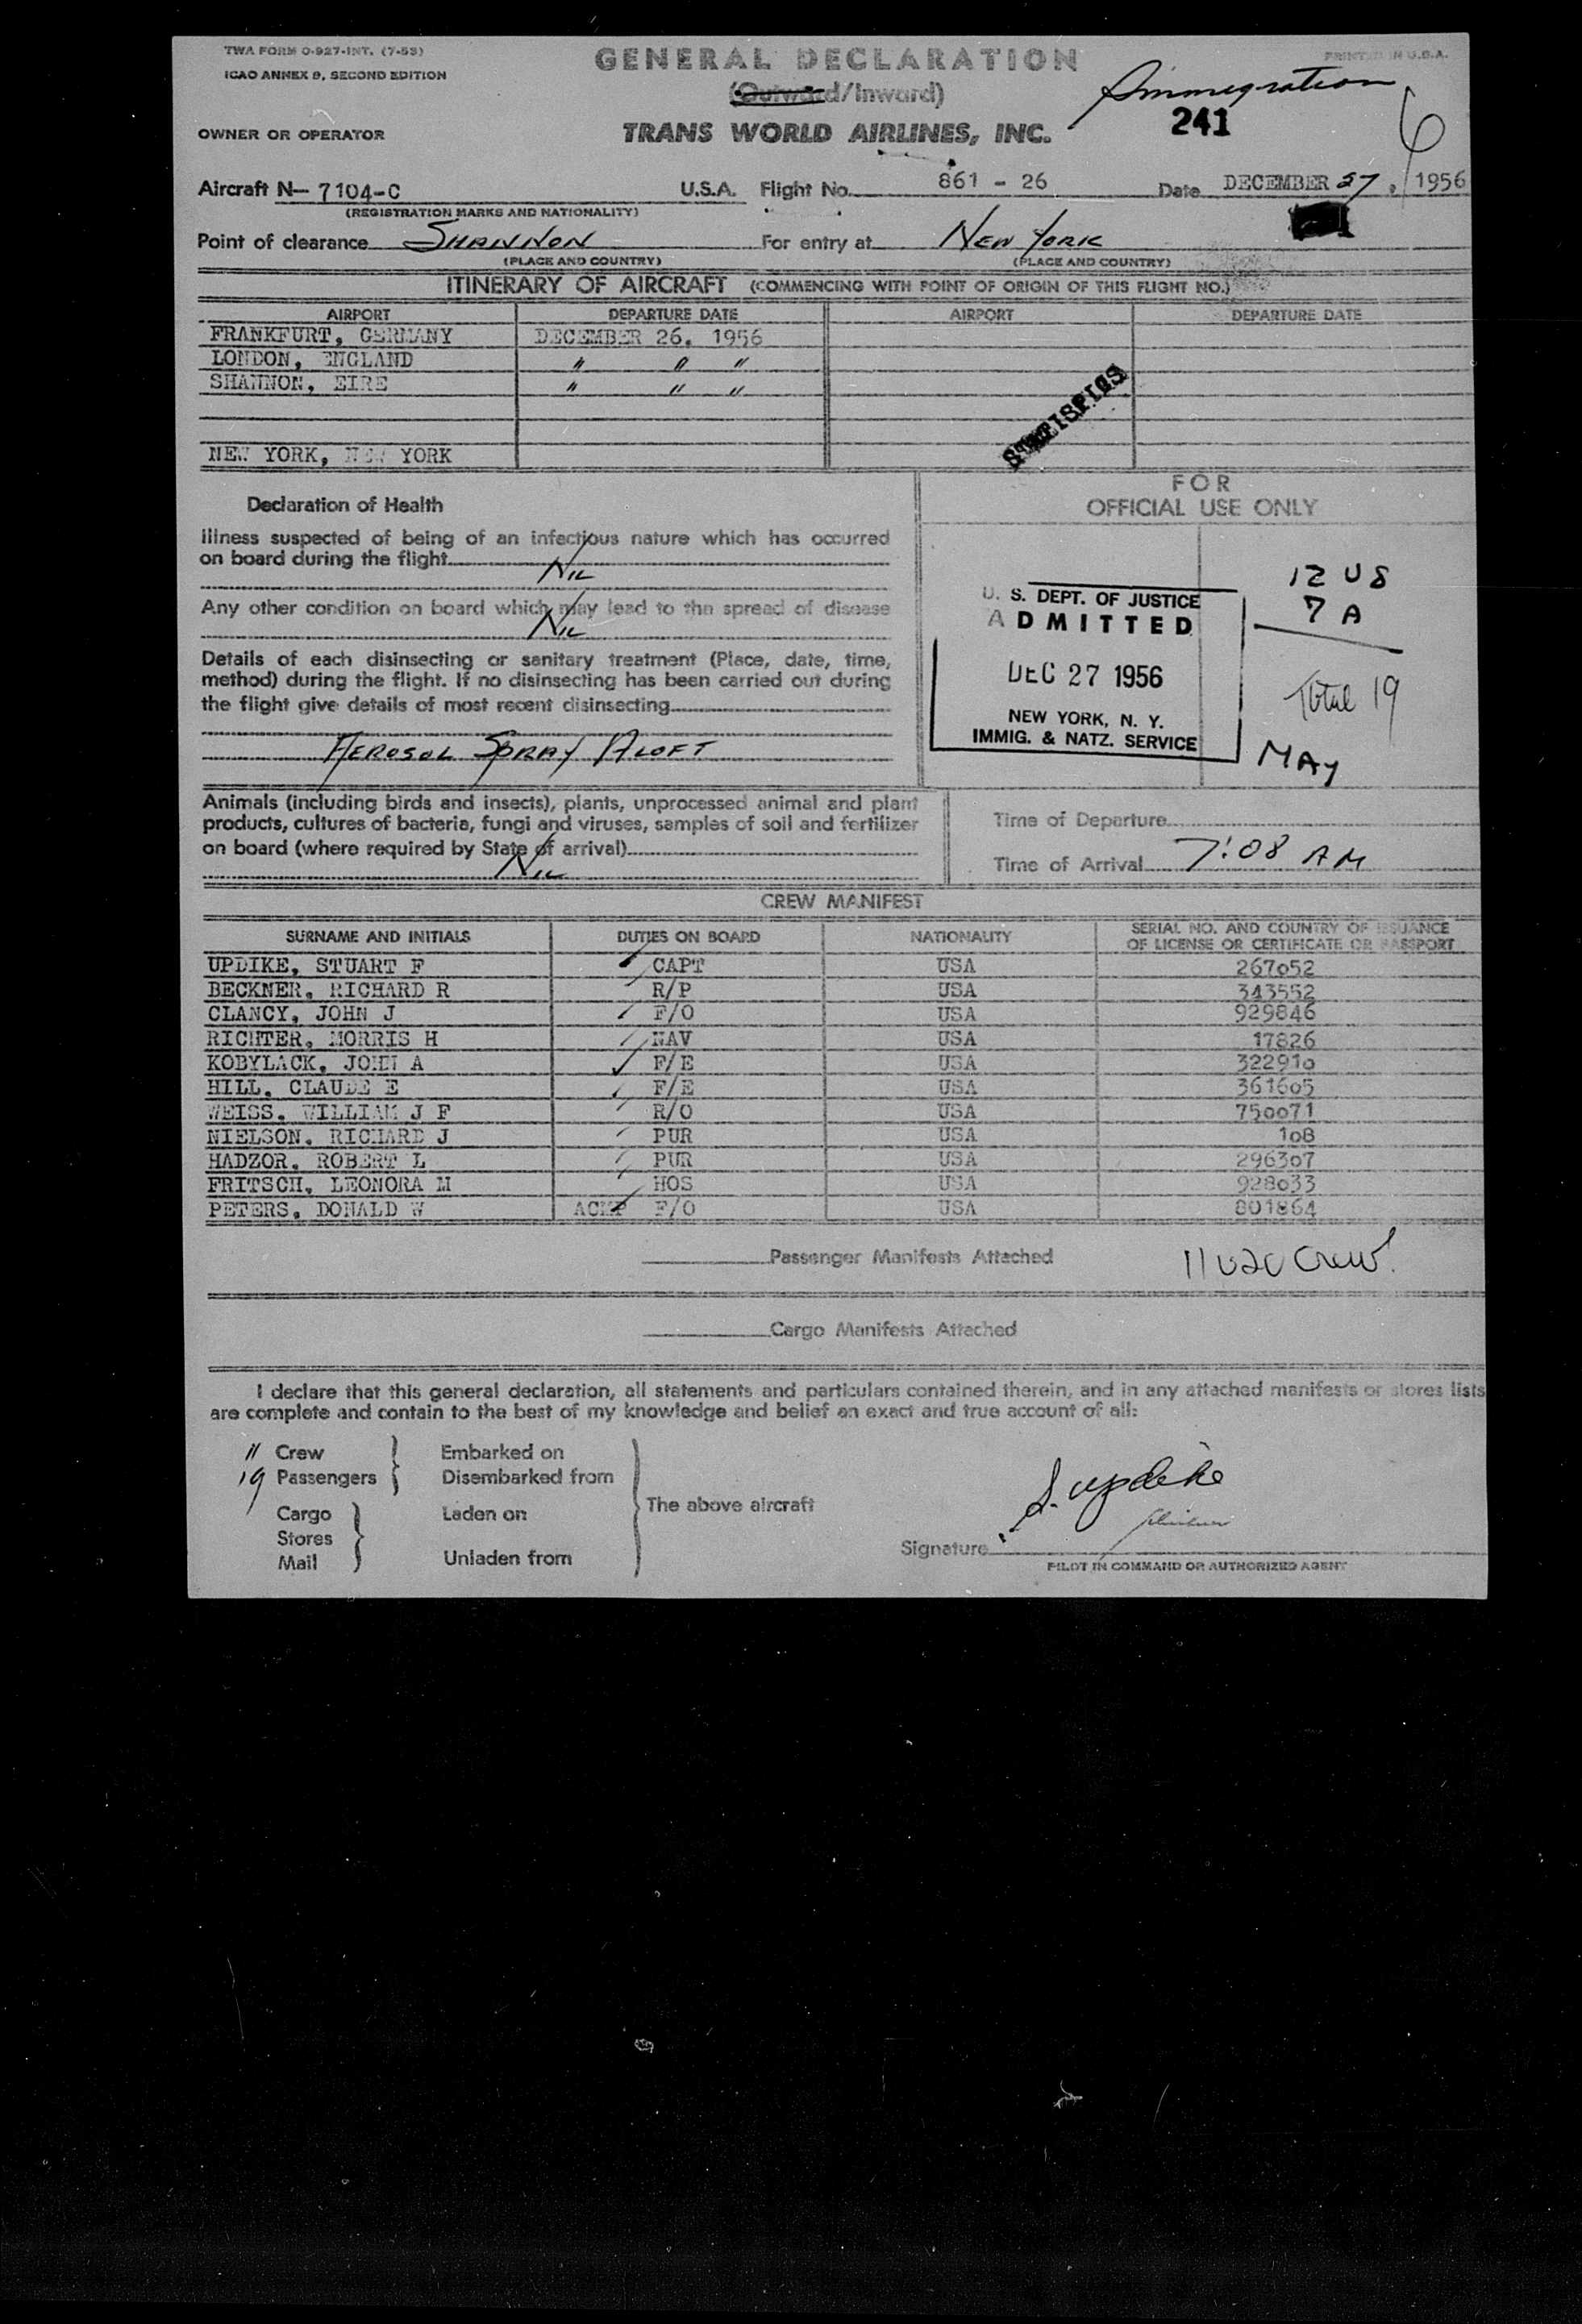 TWA FORM O-927-INT. (7-53)
ICAO ANNEX 9, SECOND EDITION
GENERAL DECLARATION
PRINTED IN U.S.A.
(Outward/Inward)
Immigration
241
6
OWNER OR OPERATOR
TRANS WORLD AIRLINES, INC.
Aircraft N- 7104-C U.S.A. Flight No. 861 - 26 Date DECEMBER 27, 1956
(REGISTRATION MARKS AND NATIONALITY)
Point of clearance SHANNON For entry at NEW YORK
(PLACE AND COUNTRY) (PLACE AND COUNTRY)
ITINERARY OF AIRCRAFT (COMMENCING WITH POINT OF ORIGIN OF THIS FLIGHT NO.)
AIRPORT DEPARTURE DATE AIRPORT DEPARTURE DATE
FRANKFURT, GERMANY DECEMBER 26, 1956
LONDON, ENGLAND " " "
SHANNON, EIRE " " "
NEW YORK, NEW YORK
Declaration of Health
Illness suspected of being of an infectious nature which has occurred
on board during the flight NIL
Any other condition on board which may lead to the spread of disease
NIL
Details of each disinsecting or sanitary treatment (Place, date, time,
method) during the flight. If no disinsecting has been carried out during
the flight give details of most recent disinsecting
AEROSOL SPRAY ALOFT
FOR
OFFICIAL USE ONLY
U. S. DEPT. OF JUSTICE
ADMITTED
DEC 27 1956
NEW YORK, N. Y.
IMMIG. & NATZ. SERVICE
12 US
7 A
Total 19
MAY
Animals (including birds and insects), plants, unprocessed animal and plant
products, cultures of bacteria, fungi and viruses, samples of soil and fertilizer
on board (where required by State of arrival)
NIL
Time of Departure
Time of Arrival 7:08 AM
CREW MANIFEST
SURNAME AND INITIALS DUTIES ON BOARD NATIONALITY SERIAL NO. AND COUNTRY OF ISSUANCE
OF LICENSE OR CERTIFICATE OR PASSPORT
UPDIKE, STUART F CAPT USA 267052
BECKNER, RICHARD R R/P USA 343552
CLANCY, JOHN J F/O USA 929846
RICHTER, MORRIS H NAV USA 17826
KOBYLACK, JOHN A F/E USA 322910
HILL, CLAUDE E F/E USA 361605
WEISS, WILLIAM J F R/O USA 750071
NIELSON, RICHARD J PUR USA 108
HADZOR, ROBERT L PUR USA 296307
FRITSCH, LEONORA M HOS USA 928033
PETERS, DONALD W ACMP F/O USA 801864
Passenger Manifests Attached
11 USC Crew
Cargo Manifests Attached
I declare that this general declaration, all statements and particulars contained therein, and in any attached manifests or stores lists
are complete and contain to the best of my knowledge and belief an exact and true account of all:
11 Crew Embarked on
19 Passengers Disembarked from
The above aircraft
Cargo Laden on
Stores
Mail Unladen from
S. Updike
Signature
PILOT IN COMMAND OR AUTHORIZED AGENT